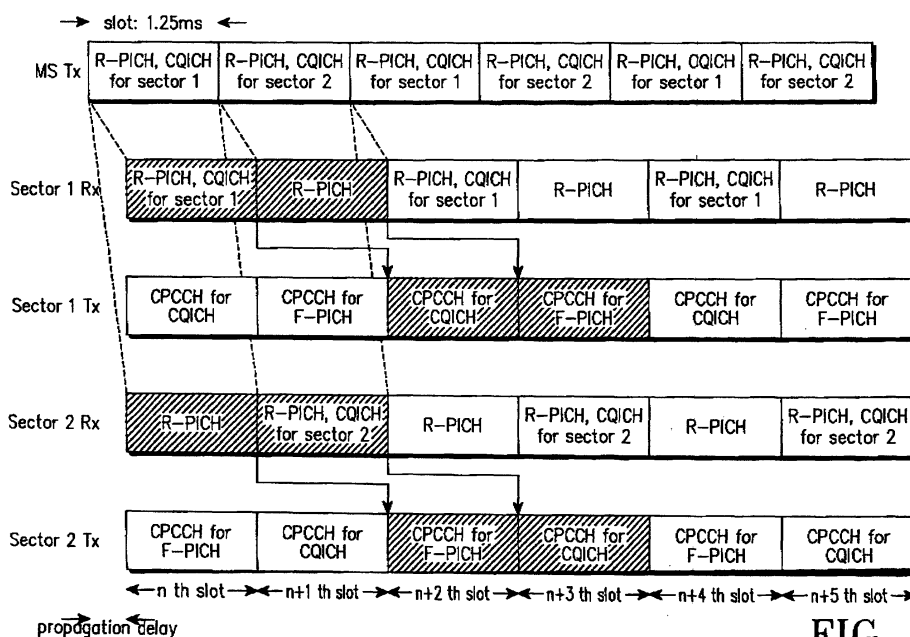 slot: 1.25ms
MS Tx
R-PICH, CQICH for sector 1
R-PICH, CQICH for sector 2
R-PICH, CQICH for sector 1
R-PICH, CQICH for sector 2
R-PICH, CQICH for sector 1
R-PICH, CQICH for sector 2
Sector 1 Rx
R-PICH, CQICH for sector 1
R-PICH
R-PICH, CQICH for sector 1
R-PICH
R-PICH, CQICH for sector 1
R-PICH
Sector 1 Tx
CPCCH for CQICH
CPCCH for F-PICH
CPCCH for CQICH
CPCCH for F-PICH
CPCCH for CQICH
CPCCH for F-PICH
Sector 2 Rx
R-PICH
R-PICH, CQICH for sector 2
R-PICH
R-PICH, CQICH for sector 2
R-PICH
R-PICH, CQICH for sector 2
Sector 2 Tx
CPCCH for F-PICH
CPCCH for CQICH
CPCCH for F-PICH
CPCCH for CQICH
CPCCH for F-PICH
CPCCH for CQICH
n th slot
n+1 th slot
n+2 th slot
n+3 th slot
n+4 th slot
n+5 th slot
propagation delay
FIG